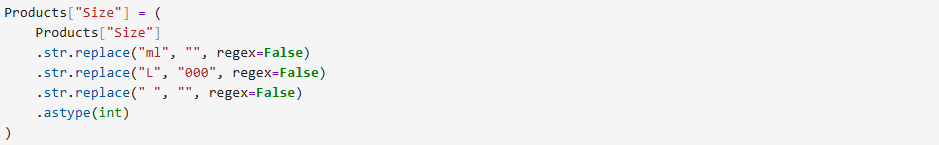 Products["Size"] = (
    Products["Size"]
    .str.replace("ml", "", regex=False)
    .str.replace("L", "000", regex=False)
    .str.replace(" ", "", regex=False)
    .astype(int)
)